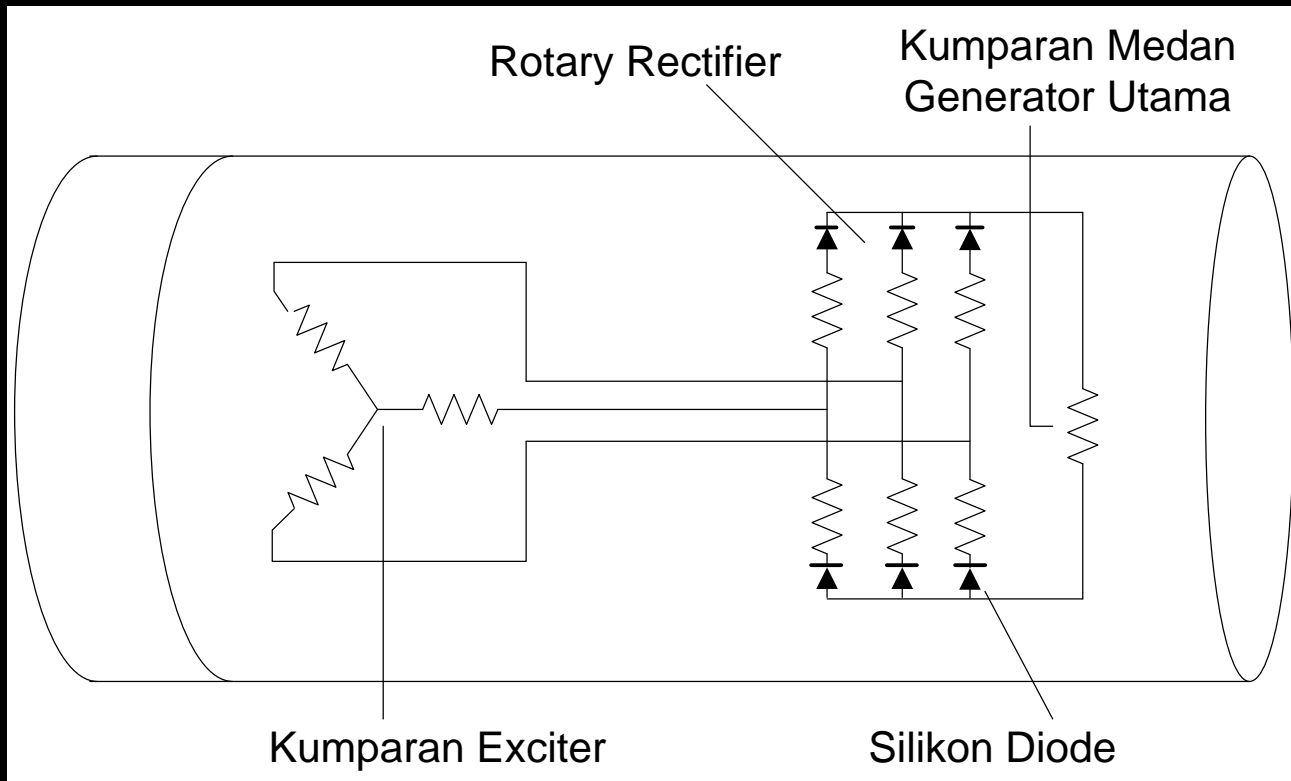 Rotary Rectifier
Kumparan Medan
Generator Utama
Kumparan Exciter
Silikon Diode